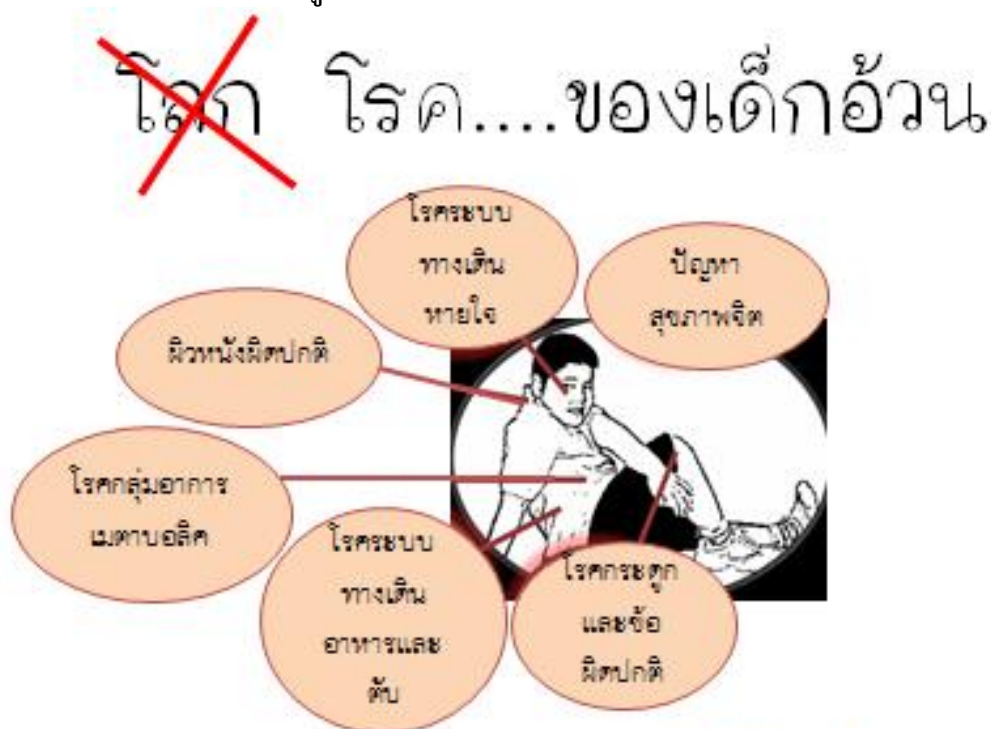 โลก โรค....ของเด็กอ้วน
โรคระบบ
ทางเดิน
หายใจ
ปัญหา
สุขภาพจิต
ผิวหนังผิดปกติ
โรคกลุ่มอาการ
เมตาบอลิค
โรคระบบ
ทางเดิน
อาหารและ
ตับ
โรคกระดูก
และข้อ
ผิดปกติ